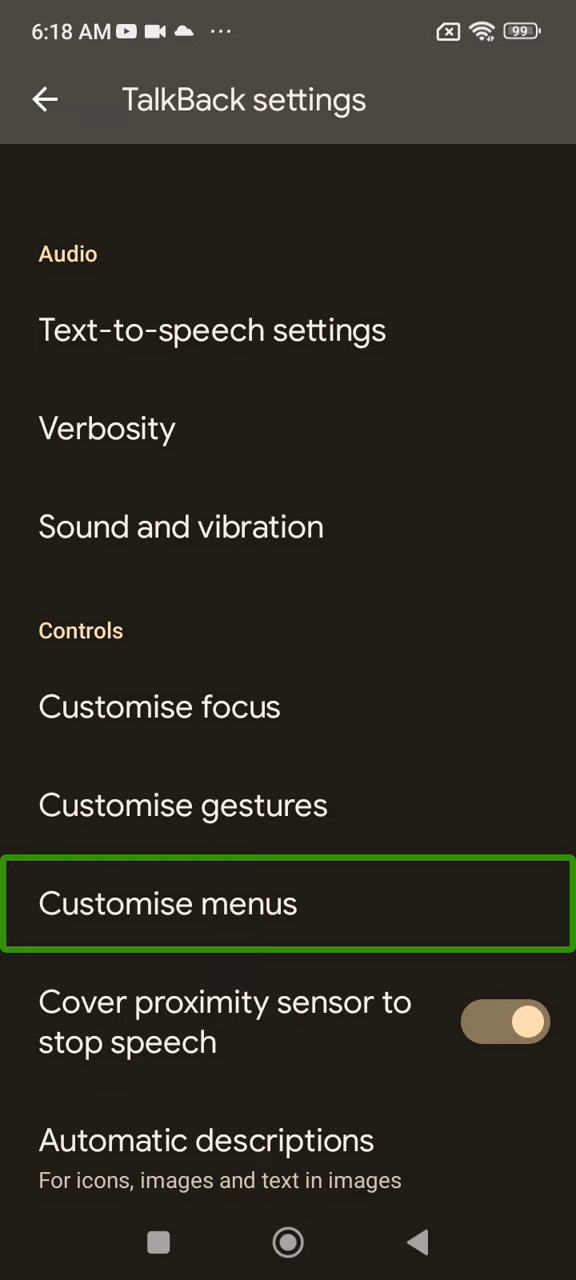 6:18 AM
99
TalkBack settings
Audio
Text-to-speech settings
Verbosity
Sound and vibration
Controls
Customise focus
Customise gestures
Customise menus
Cover proximity sensor to
stop speech
Automatic descriptions
For icons, images and text in images